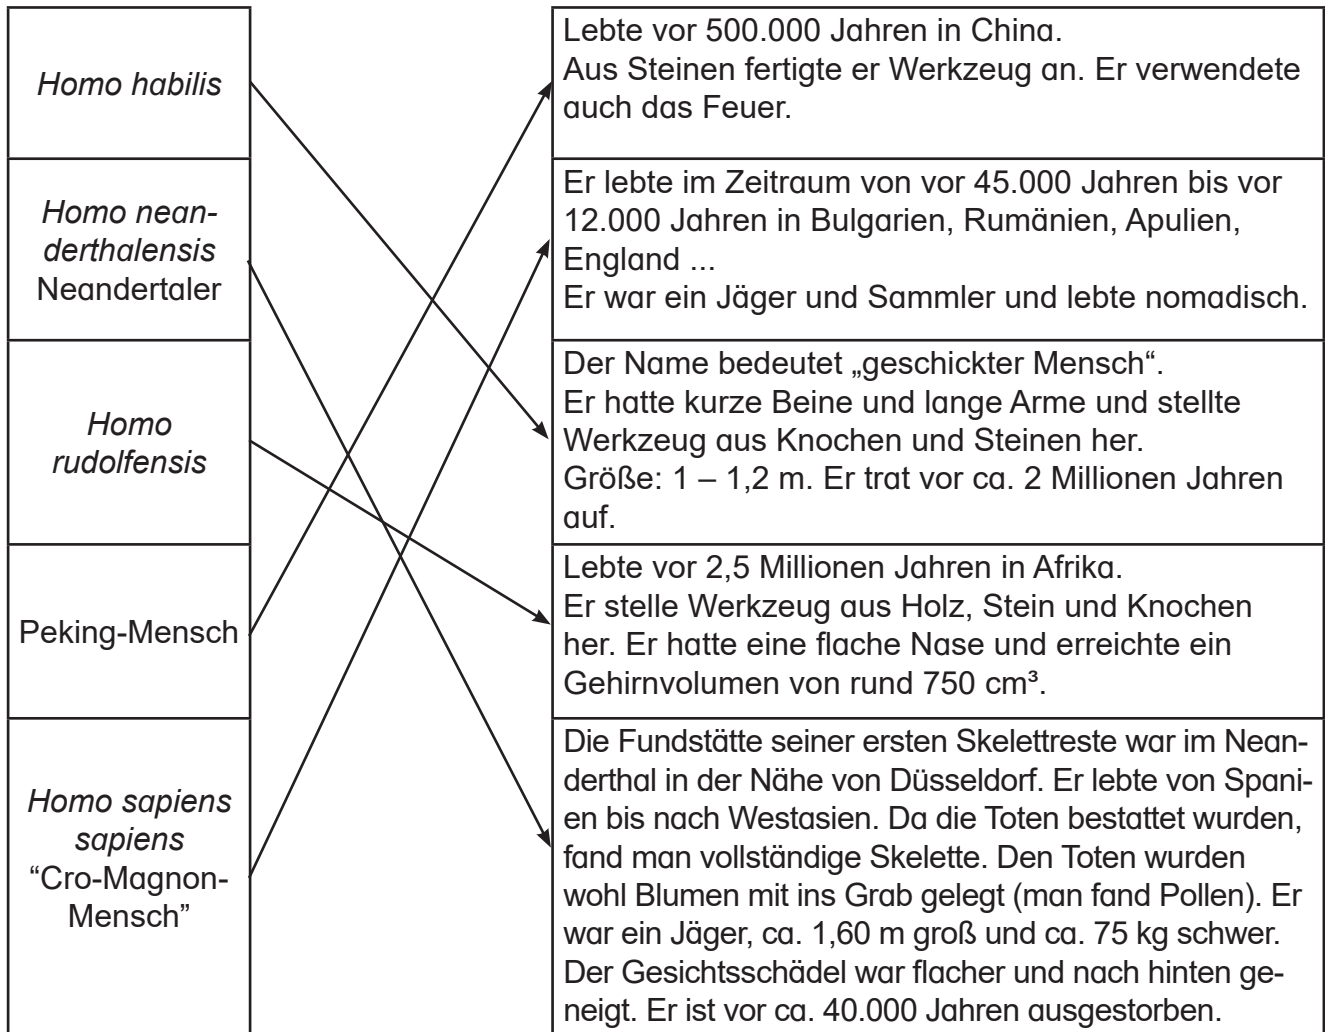 Homo habilis
Homo nean-
derthalensis
Neandertaler
Homo
rudolfensis
Peking-Mensch
Homo sapiens
sapiens
“Cro-Magnon-
Mensch”
Lebte vor 500.000 Jahren in China.
Aus Steinen fertigte er Werkzeug an. Er verwendete
auch das Feuer.
Er lebte im Zeitraum von vor 45.000 Jahren bis vor
12.000 Jahren in Bulgarien, Rumänien, Apulien,
England ...
Er war ein Jäger und Sammler und lebte nomadisch.
Der Name bedeutet „geschickter Mensch“.
Er hatte kurze Beine und lange Arme und stellte
Werkzeug aus Knochen und Steinen her.
Größe: 1 – 1,2 m. Er trat vor ca. 2 Millionen Jahren
auf.
Lebte vor 2,5 Millionen Jahren in Afrika.
Er stelle Werkzeug aus Holz, Stein und Knochen
her. Er hatte eine flache Nase und erreichte ein
Gehirnvolumen von rund 750 cm³.
Die Fundstätte seiner ersten Skelettreste war im Nean-
derthal in der Nähe von Düsseldorf. Er lebte von Spani-
en bis nach Westasien. Da die Toten bestattet wurden,
fand man vollständige Skelette. Den Toten wurden
wohl Blumen mit ins Grab gelegt (man fand Pollen). Er
war ein Jäger, ca. 1,60 m groß und ca. 75 kg schwer.
Der Gesichtsschädel war flacher und nach hinten ge-
neigt. Er ist vor ca. 40.000 Jahren ausgestorben.